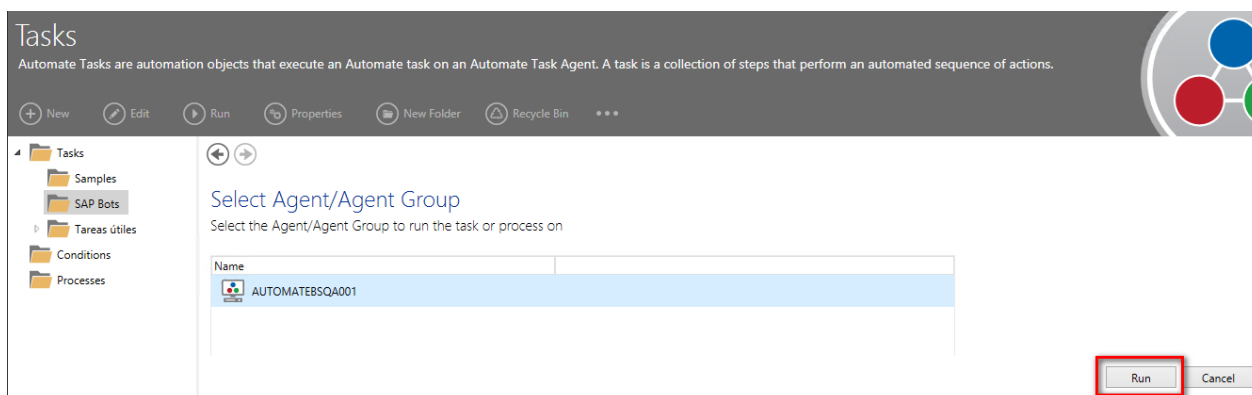 Tasks
Automate Tasks are automation objects that execute an Automate task on an Automate Task Agent. A task is a collection of steps that perform an automated sequence of actions.
New Edit Run Properties New Folder Recycle Bin
Tasks
Samples
SAP Bots
Tareas útiles
Conditions
Processes
Select Agent/Agent Group
Select the Agent/Agent Group to run the task or process on
Name
AUTOMATEBSQA001
Run Cancel